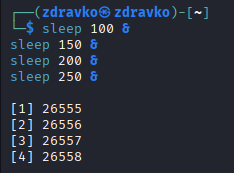 ┌──(zdravko㉿zdravko)-[~]
└─$ sleep 100 &
sleep 150 &
sleep 200 &
sleep 250 &

[1] 26555
[2] 26556
[3] 26557
[4] 26558